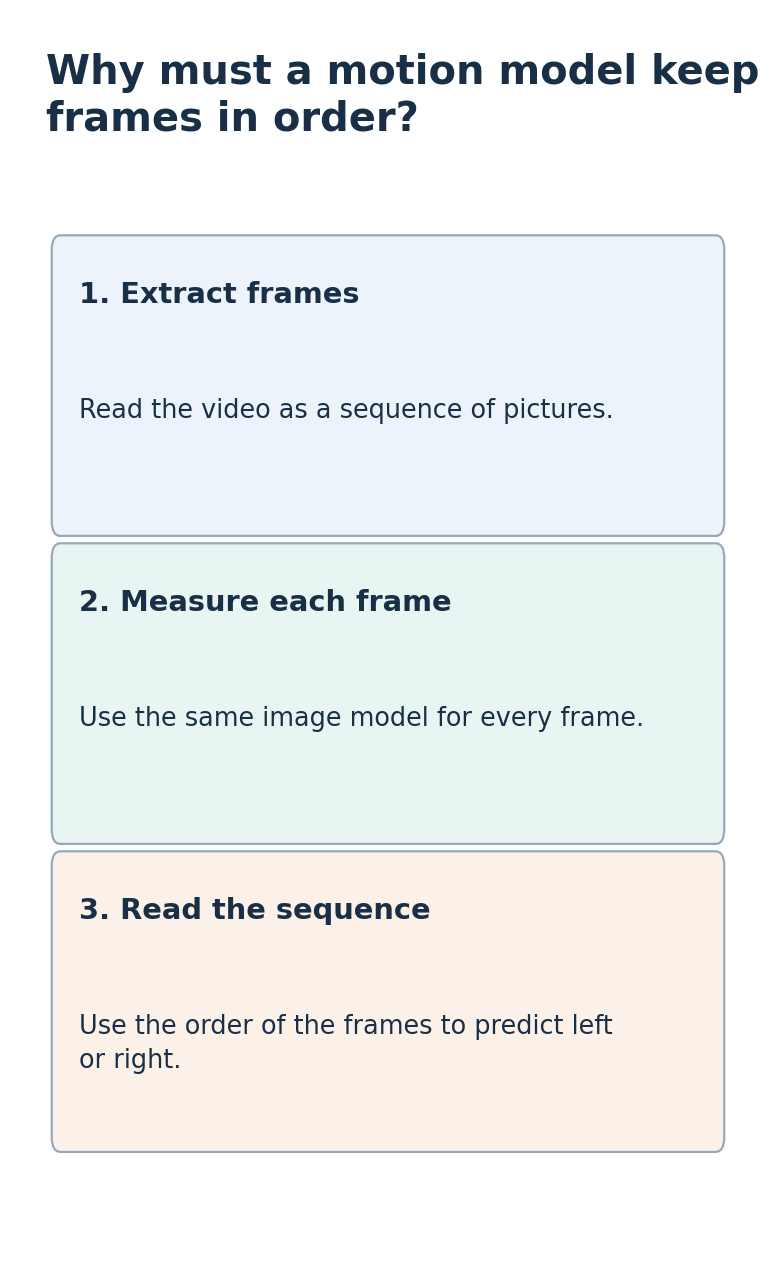 Why must a motion model keep
frames in order?
1. Extract frames
Read the video as a sequence of pictures.
2. Measure each frame
Use the same image model for every frame.
3. Read the sequence
Use the order of the frames to predict left
or right.